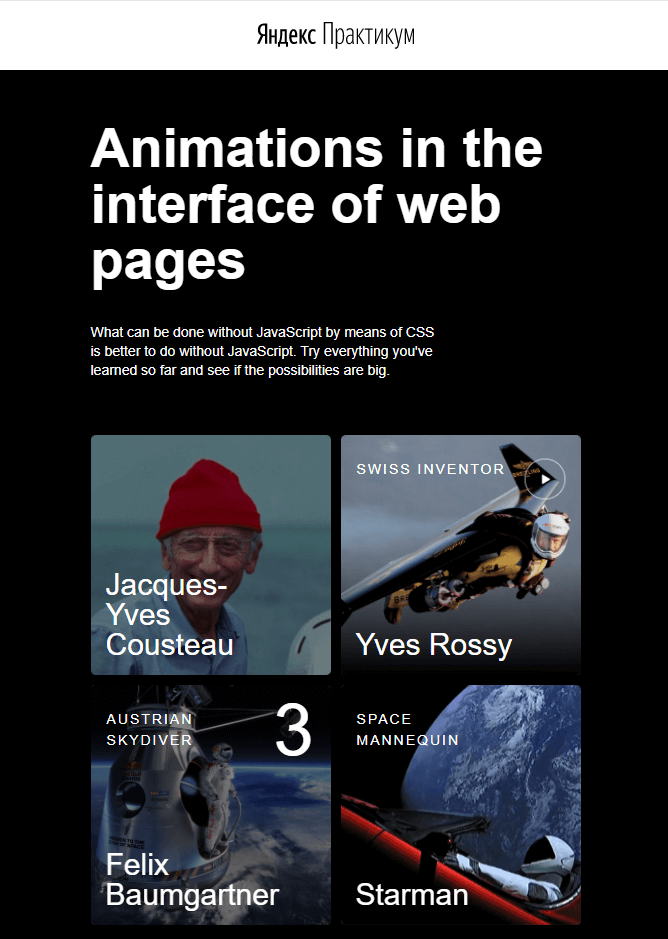 Яндекс Практикум
Animations in the
interface of web
pages
What can be done without JavaScript by means of CSS
is better to do without JavaScript. Try everything you've
learned so far and see if the possibilities are big.
Jacques-
Yves
Cousteau
SWISS INVENTOR
BREITLING
Yves Rossy
AUSTRIAN
SKYDIVER
3
Felix
Baumgartner
SPACE
MANNEQUIN
Starman